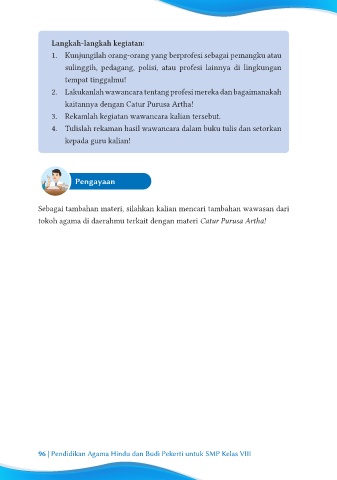 Langkah-langkah kegiatan:
1. Kunjungilah orang-orang yang berprofesi sebagai pemangku atau
sulinggih, pedagang, polisi, atau profesi lainnya di lingkungan
tempat tinggalmu!
2. Lakukanlah wawancara tentang profesi mereka dan bagaimanakah
kaitannya dengan Catur Purusa Artha!
3. Rekamlah kegiatan wawancara kalian tersebut.
4. Tulislah rekaman hasil wawancara dalam buku tulis dan setorkan
kepada guru kalian!
Pengayaan
Sebagai tambahan materi, silahkan kalian mencari tambahan wawasan dari
tokoh agama di daerahmu terkait dengan materi Catur Purusa Artha!
96 | Pendidikan Agama Hindu dan Budi Pekerti untuk SMP Kelas VIII